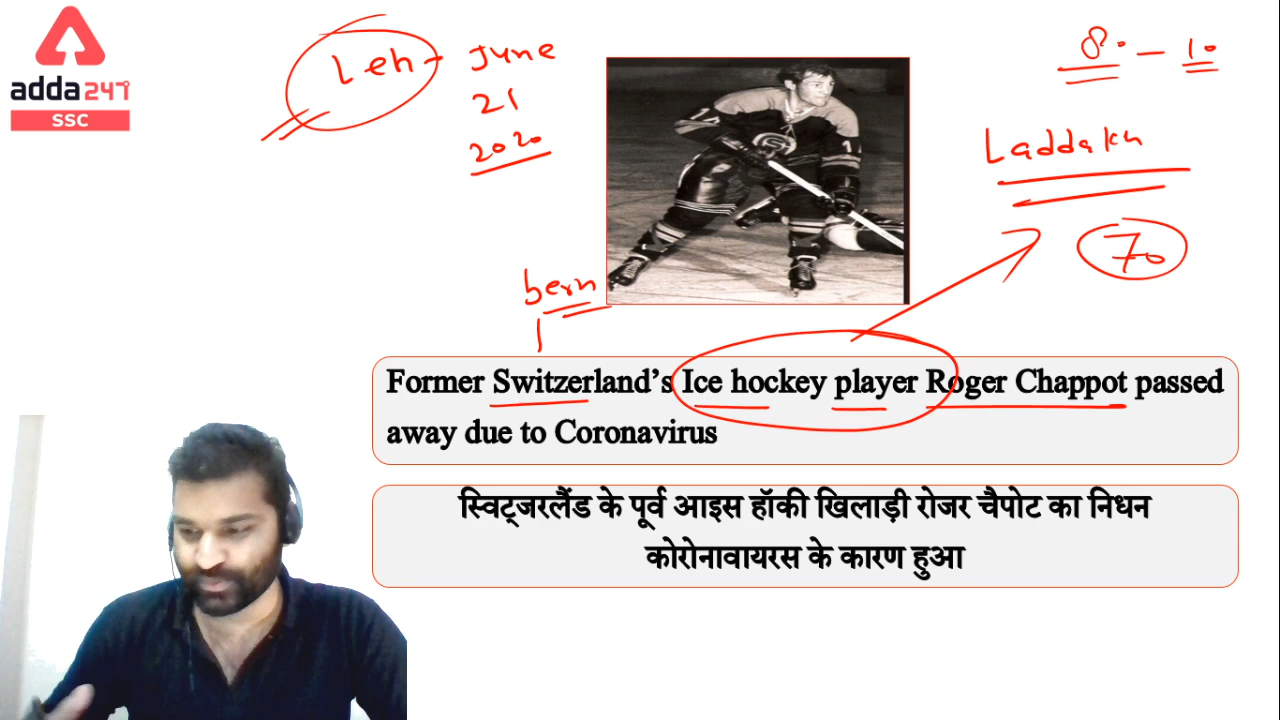 adda247
SSC
Leh - June
21
2020
80 - 10
Laddakh
70
bern
Former Switzerland's Ice hockey player Roger Chappot passed
away due to Coronavirus
स्विट्जरलैंड के पूर्व आइस हॉकी खिलाड़ी रोजर चैपोट का निधन
कोरोनावायरस के कारण हुआ